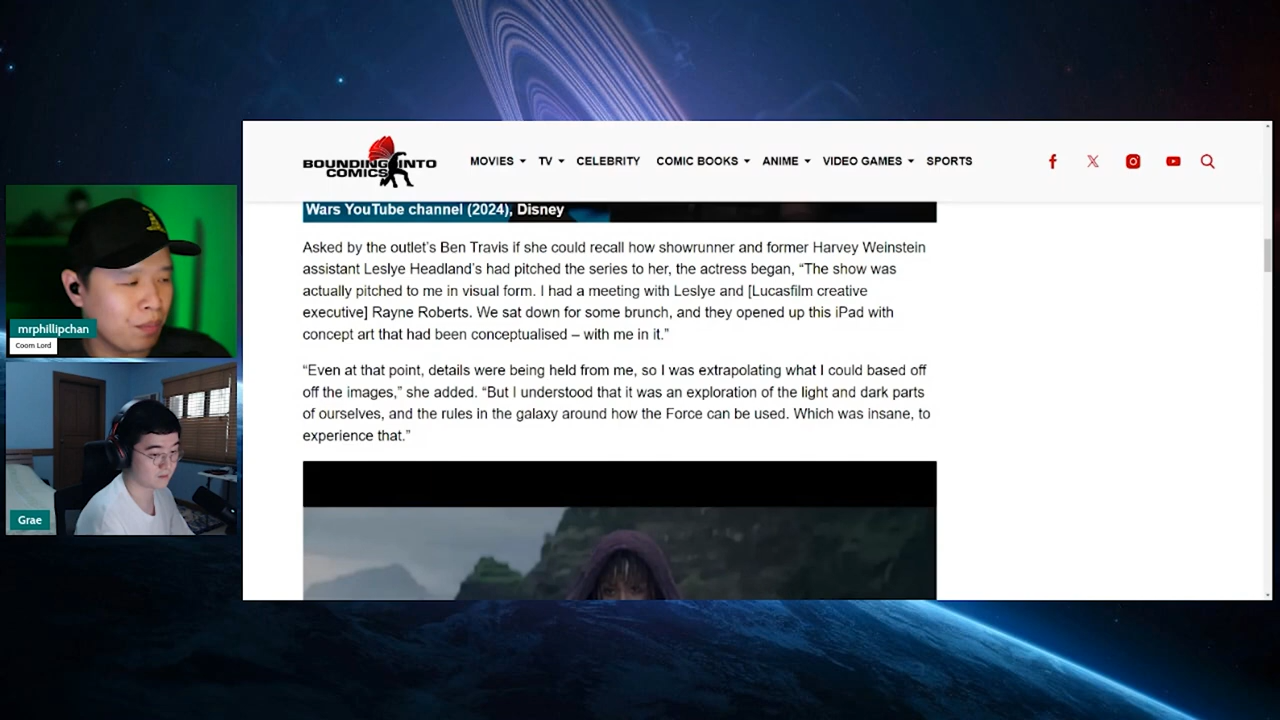 BOUNDING INTO
COMICS
MOVIES
TV
CELEBRITY
COMIC BOOKS
ANIME
VIDEO GAMES
SPORTS
Wars YouTube channel (2024), Disney
Asked by the outlet’s Ben Travis if she could recall how showrunner and former Harvey Weinstein
assistant Leslye Headland’s had pitched the series to her, the actress began, “The show was
actually pitched to me in visual form. I had a meeting with Leslye and [Lucasfilm creative
executive] Rayne Roberts. We sat down for some brunch, and they opened up this iPad with
concept art that had been conceptualised – with me in it.”
“Even at that point, details were being held from me, so I was extrapolating what I could based off
off the images,” she added. “But I understood that it was an exploration of the light and dark parts
of ourselves, and the rules in the galaxy around how the Force can be used. Which was insane, to
experience that.”
mrphillipchan
Coom Lord
Grae